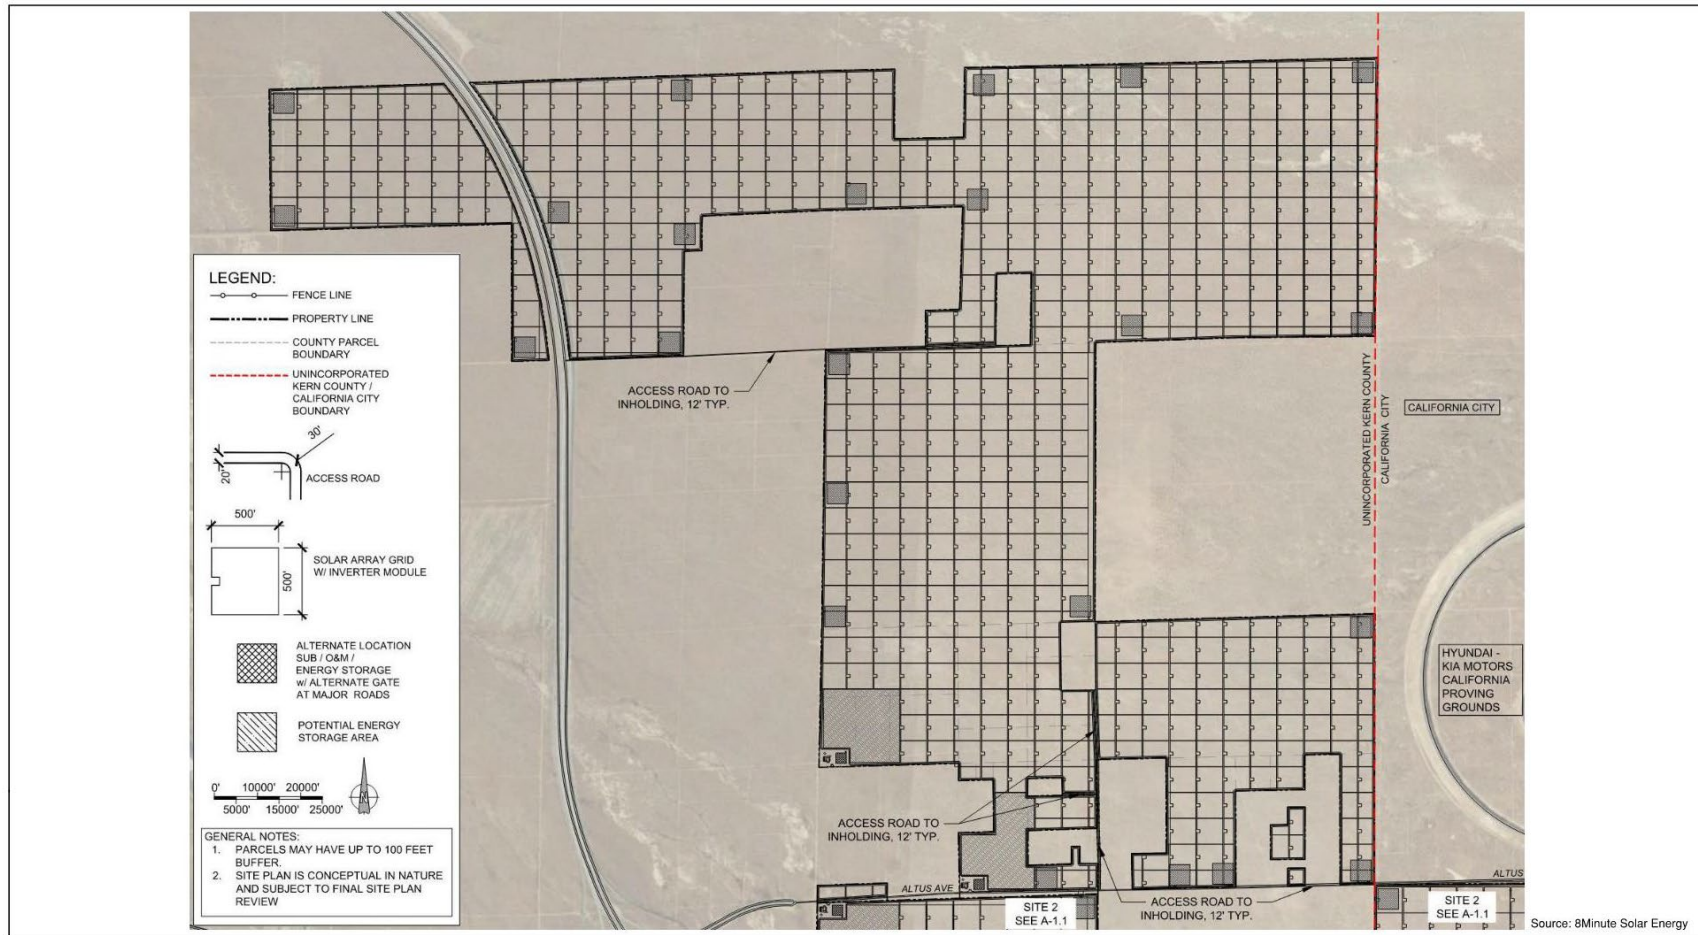 LEGEND:
FENCE LINE
PROPERTY LINE
COUNTY PARCEL
BOUNDARY
UNINCORPORATED
KERN COUNTY /
CALIFORNIA CITY
BOUNDARY
30'
20'
ACCESS ROAD
500'
500'
SOLAR ARRAY GRID
W/ INVERTER MODULE
ALTERNATE LOCATION
SUB / O&M /
ENERGY STORAGE
w/ ALTERNATE GATE
AT MAJOR ROADS
POTENTIAL ENERGY
STORAGE AREA
0' 10000' 20000'
5000' 15000' 25000'
GENERAL NOTES:
1. PARCELS MAY HAVE UP TO 100 FEET
BUFFER.
2. SITE PLAN IS CONCEPTUAL IN NATURE
AND SUBJECT TO FINAL SITE PLAN
REVIEW
ACCESS ROAD TO
INHOLDING, 12' TYP.
UNINCORPORATED KERN COUNTY
CALIFORNIA CITY
CALIFORNIA CITY
HYUNDAI -
KIA MOTORS
CALIFORNIA
PROVING
GROUNDS
ACCESS ROAD TO
INHOLDING, 12' TYP.
ALTUS AVE
ALTUS
ACCESS ROAD TO
INHOLDING, 12' TYP.
SITE 2
SEE A-1.1
SITE 2
SEE A-1.1
Source: 8Minute Solar Energy